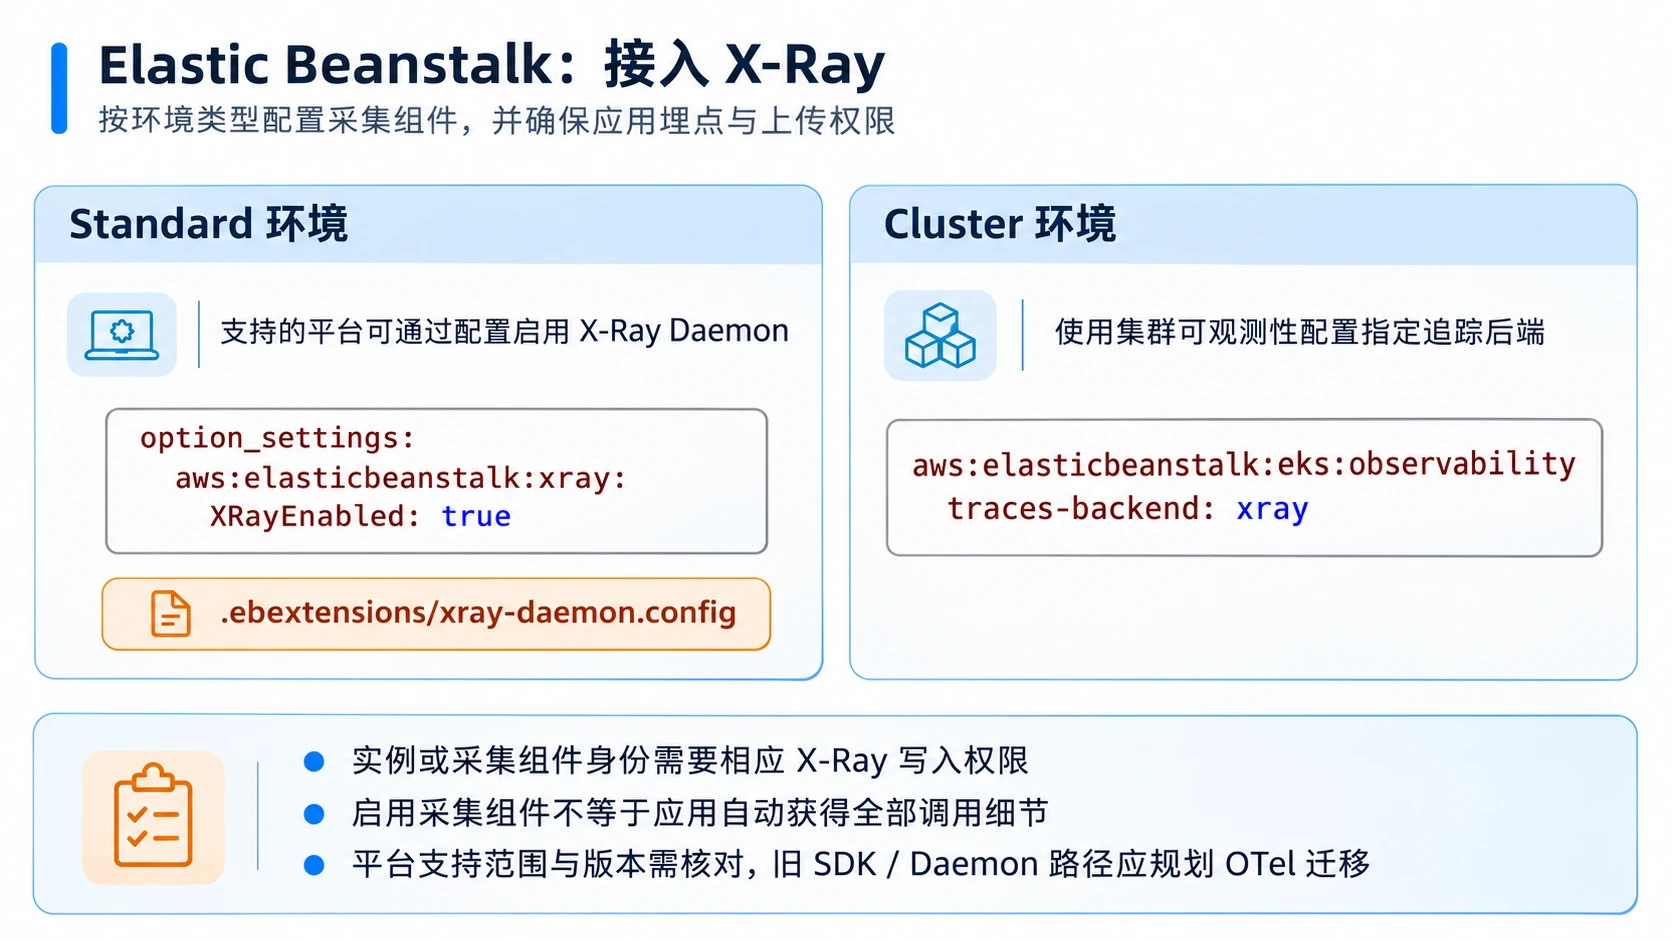 Elastic Beanstalk：接入 X-Ray
按环境类型配置采集组件，并确保应用埋点与上传权限
Standard 环境
支持的平台可通过配置启用 X-Ray Daemon
option_settings:
  aws:elasticbeanstalk:xray:
    XRayEnabled: true
.ebextensions/xray-daemon.config
Cluster 环境
使用集群可观测性配置指定追踪后端
aws:elasticbeanstalk:eks:observability
  traces-backend: xray
实例或采集组件身份需要相应 X-Ray 写入权限
启用采集组件不等于应用自动获得全部调用细节
平台支持范围与版本需核对，旧 SDK / Daemon 路径应规划 OTel 迁移